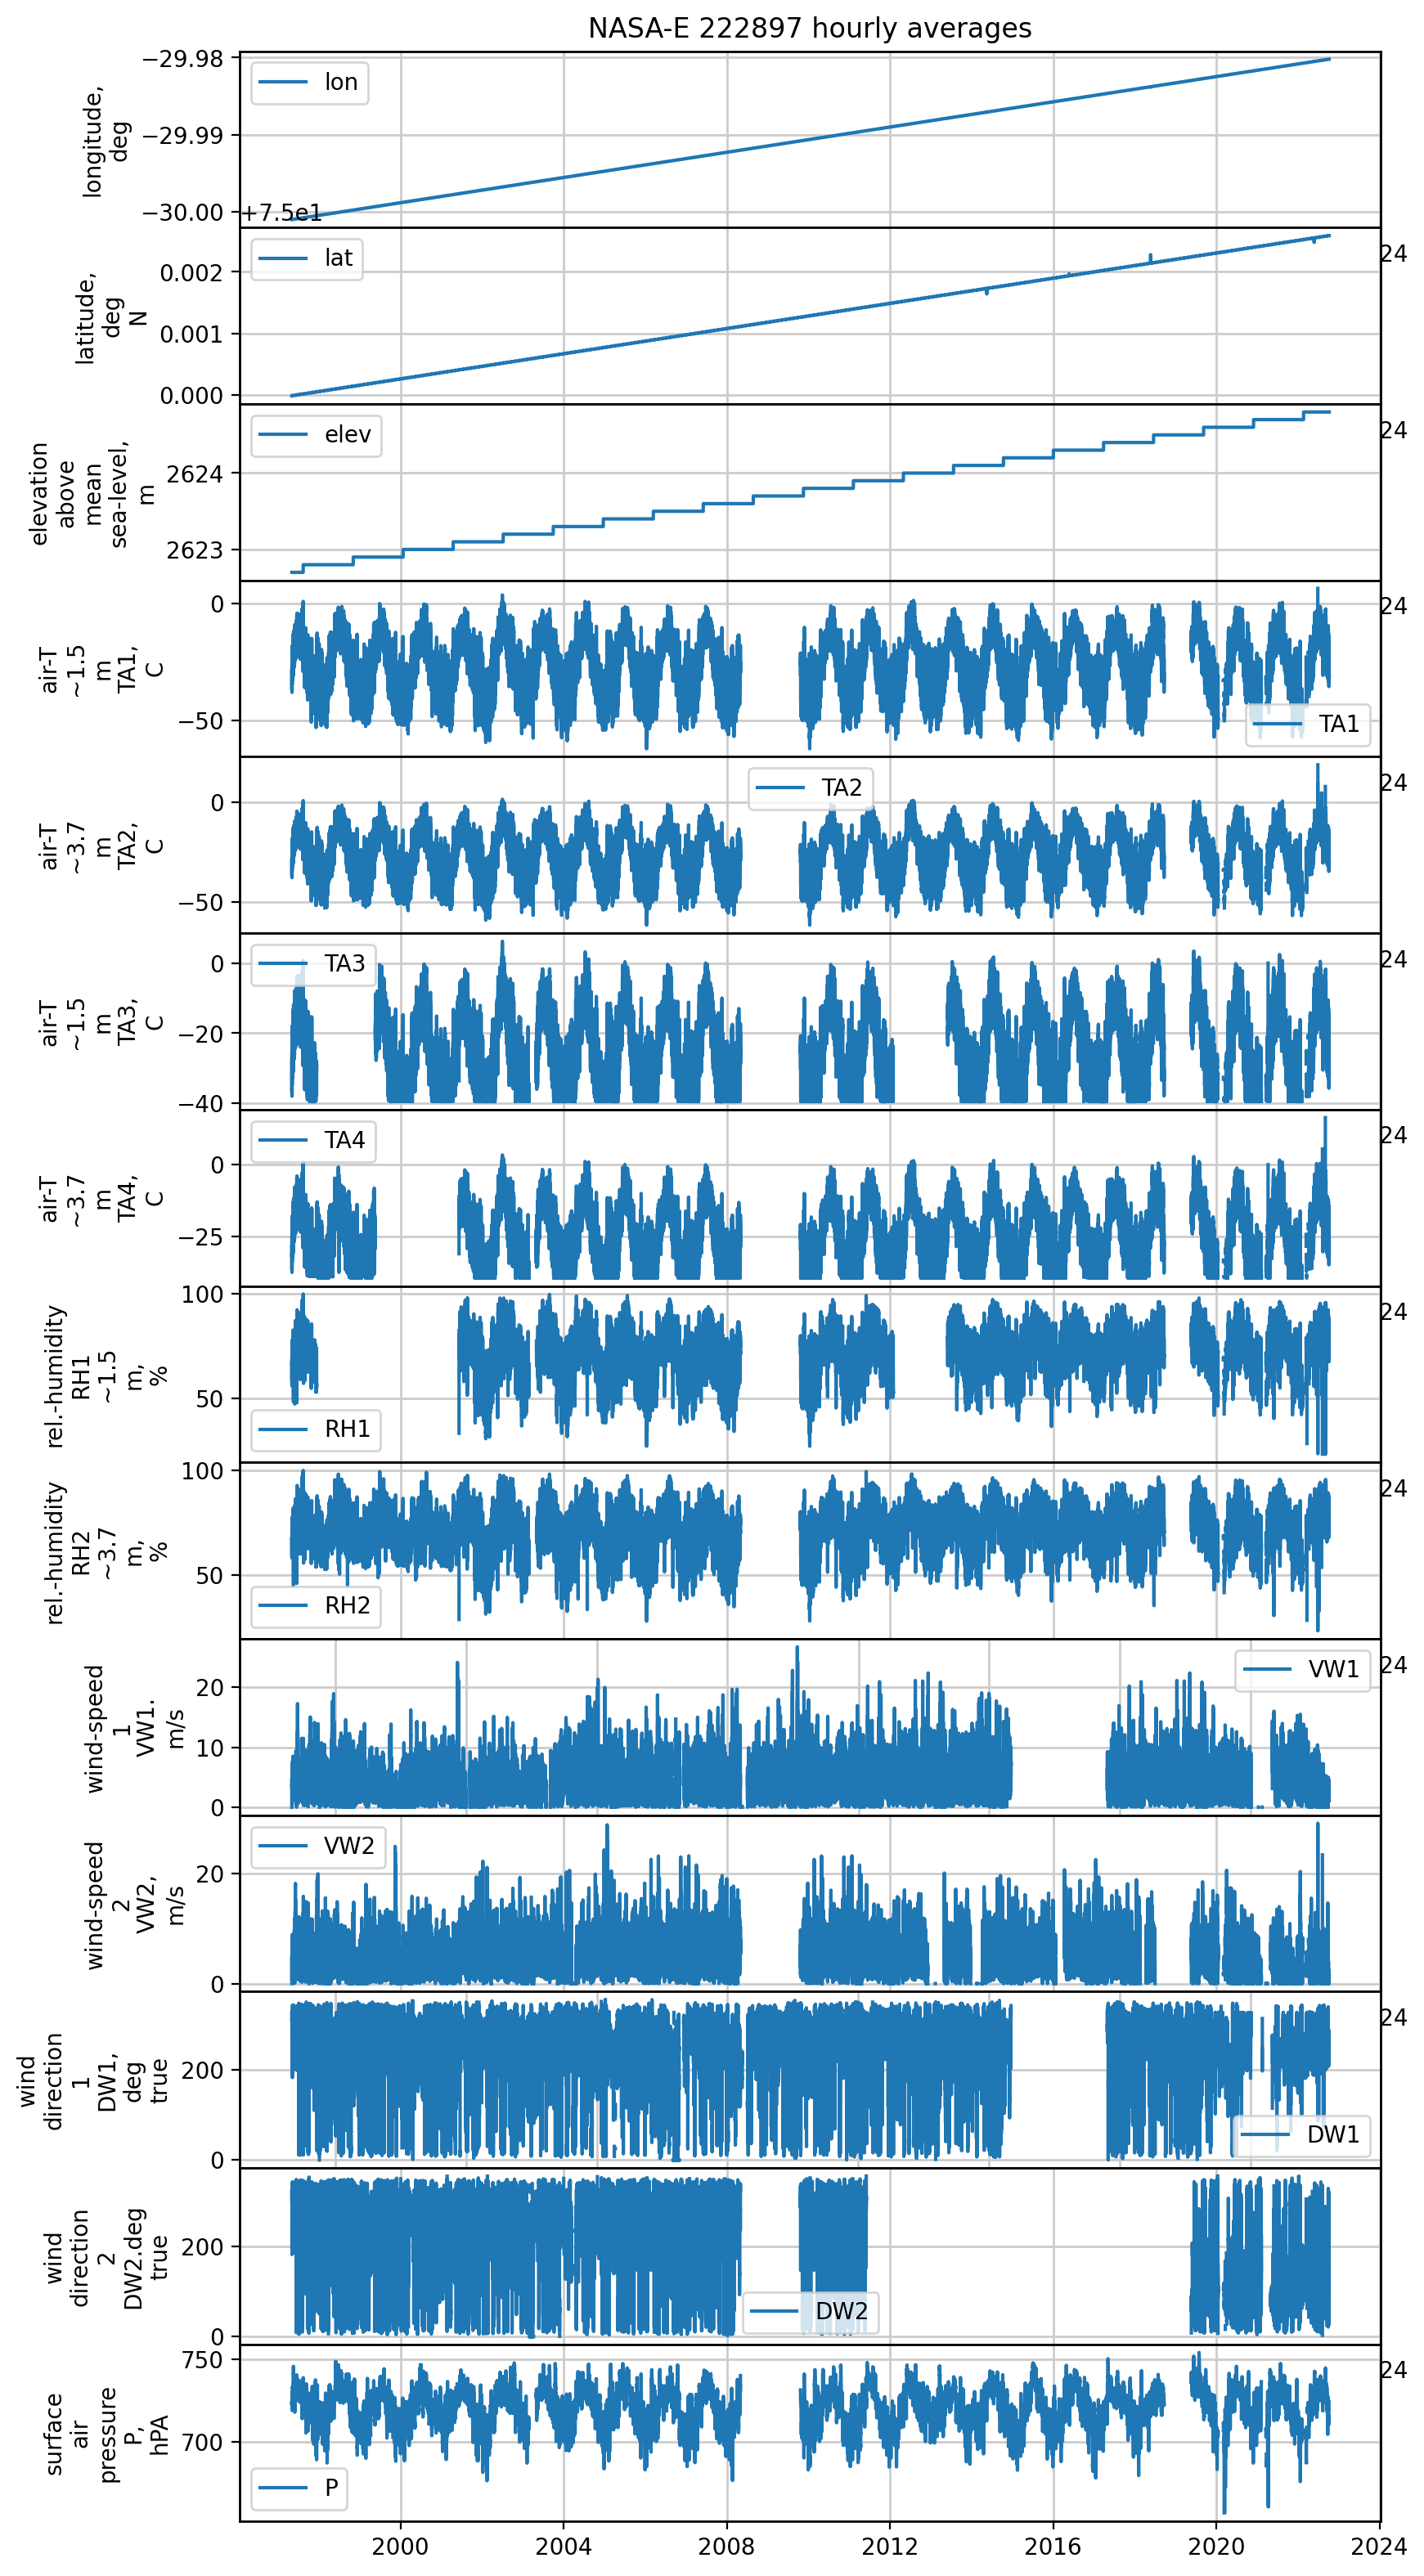 NASA-E 222897 hourly averages
longitude,
deg
−29.98
−29.99
−30.00
lon
+7.5e1
latitude,
deg
N
0.002
0.001
0.000
lat
24
elevation
above
mean
sea-level,
m
2624
2623
elev
24
air-T
~1.5
m
TA1,
C
0
−50
TA1
24
air-T
~3.7
m
TA2,
C
0
−50
TA2
24
air-T
~1.5
m
TA3,
C
0
−20
−40
TA3
24
air-T
~3.7
m
TA4,
C
0
−25
TA4
24
rel.-humidity
RH1
~1.5
m,
%
100
50
RH1
24
rel.-humidity
RH2
~3.7
m,
%
100
50
RH2
24
wind-speed
1
VW1.
m/s
20
10
0
VW1
24
wind-speed
2
VW2,
m/s
20
0
VW2
wind
direction
1
DW1,
deg
true
200
0
DW1
24
wind
direction
2
DW2.deg
true
200
0
DW2
surface
air
pressure
P,
hPA
750
700
P
24
2000 2004 2008 2012 2016 2020 2024